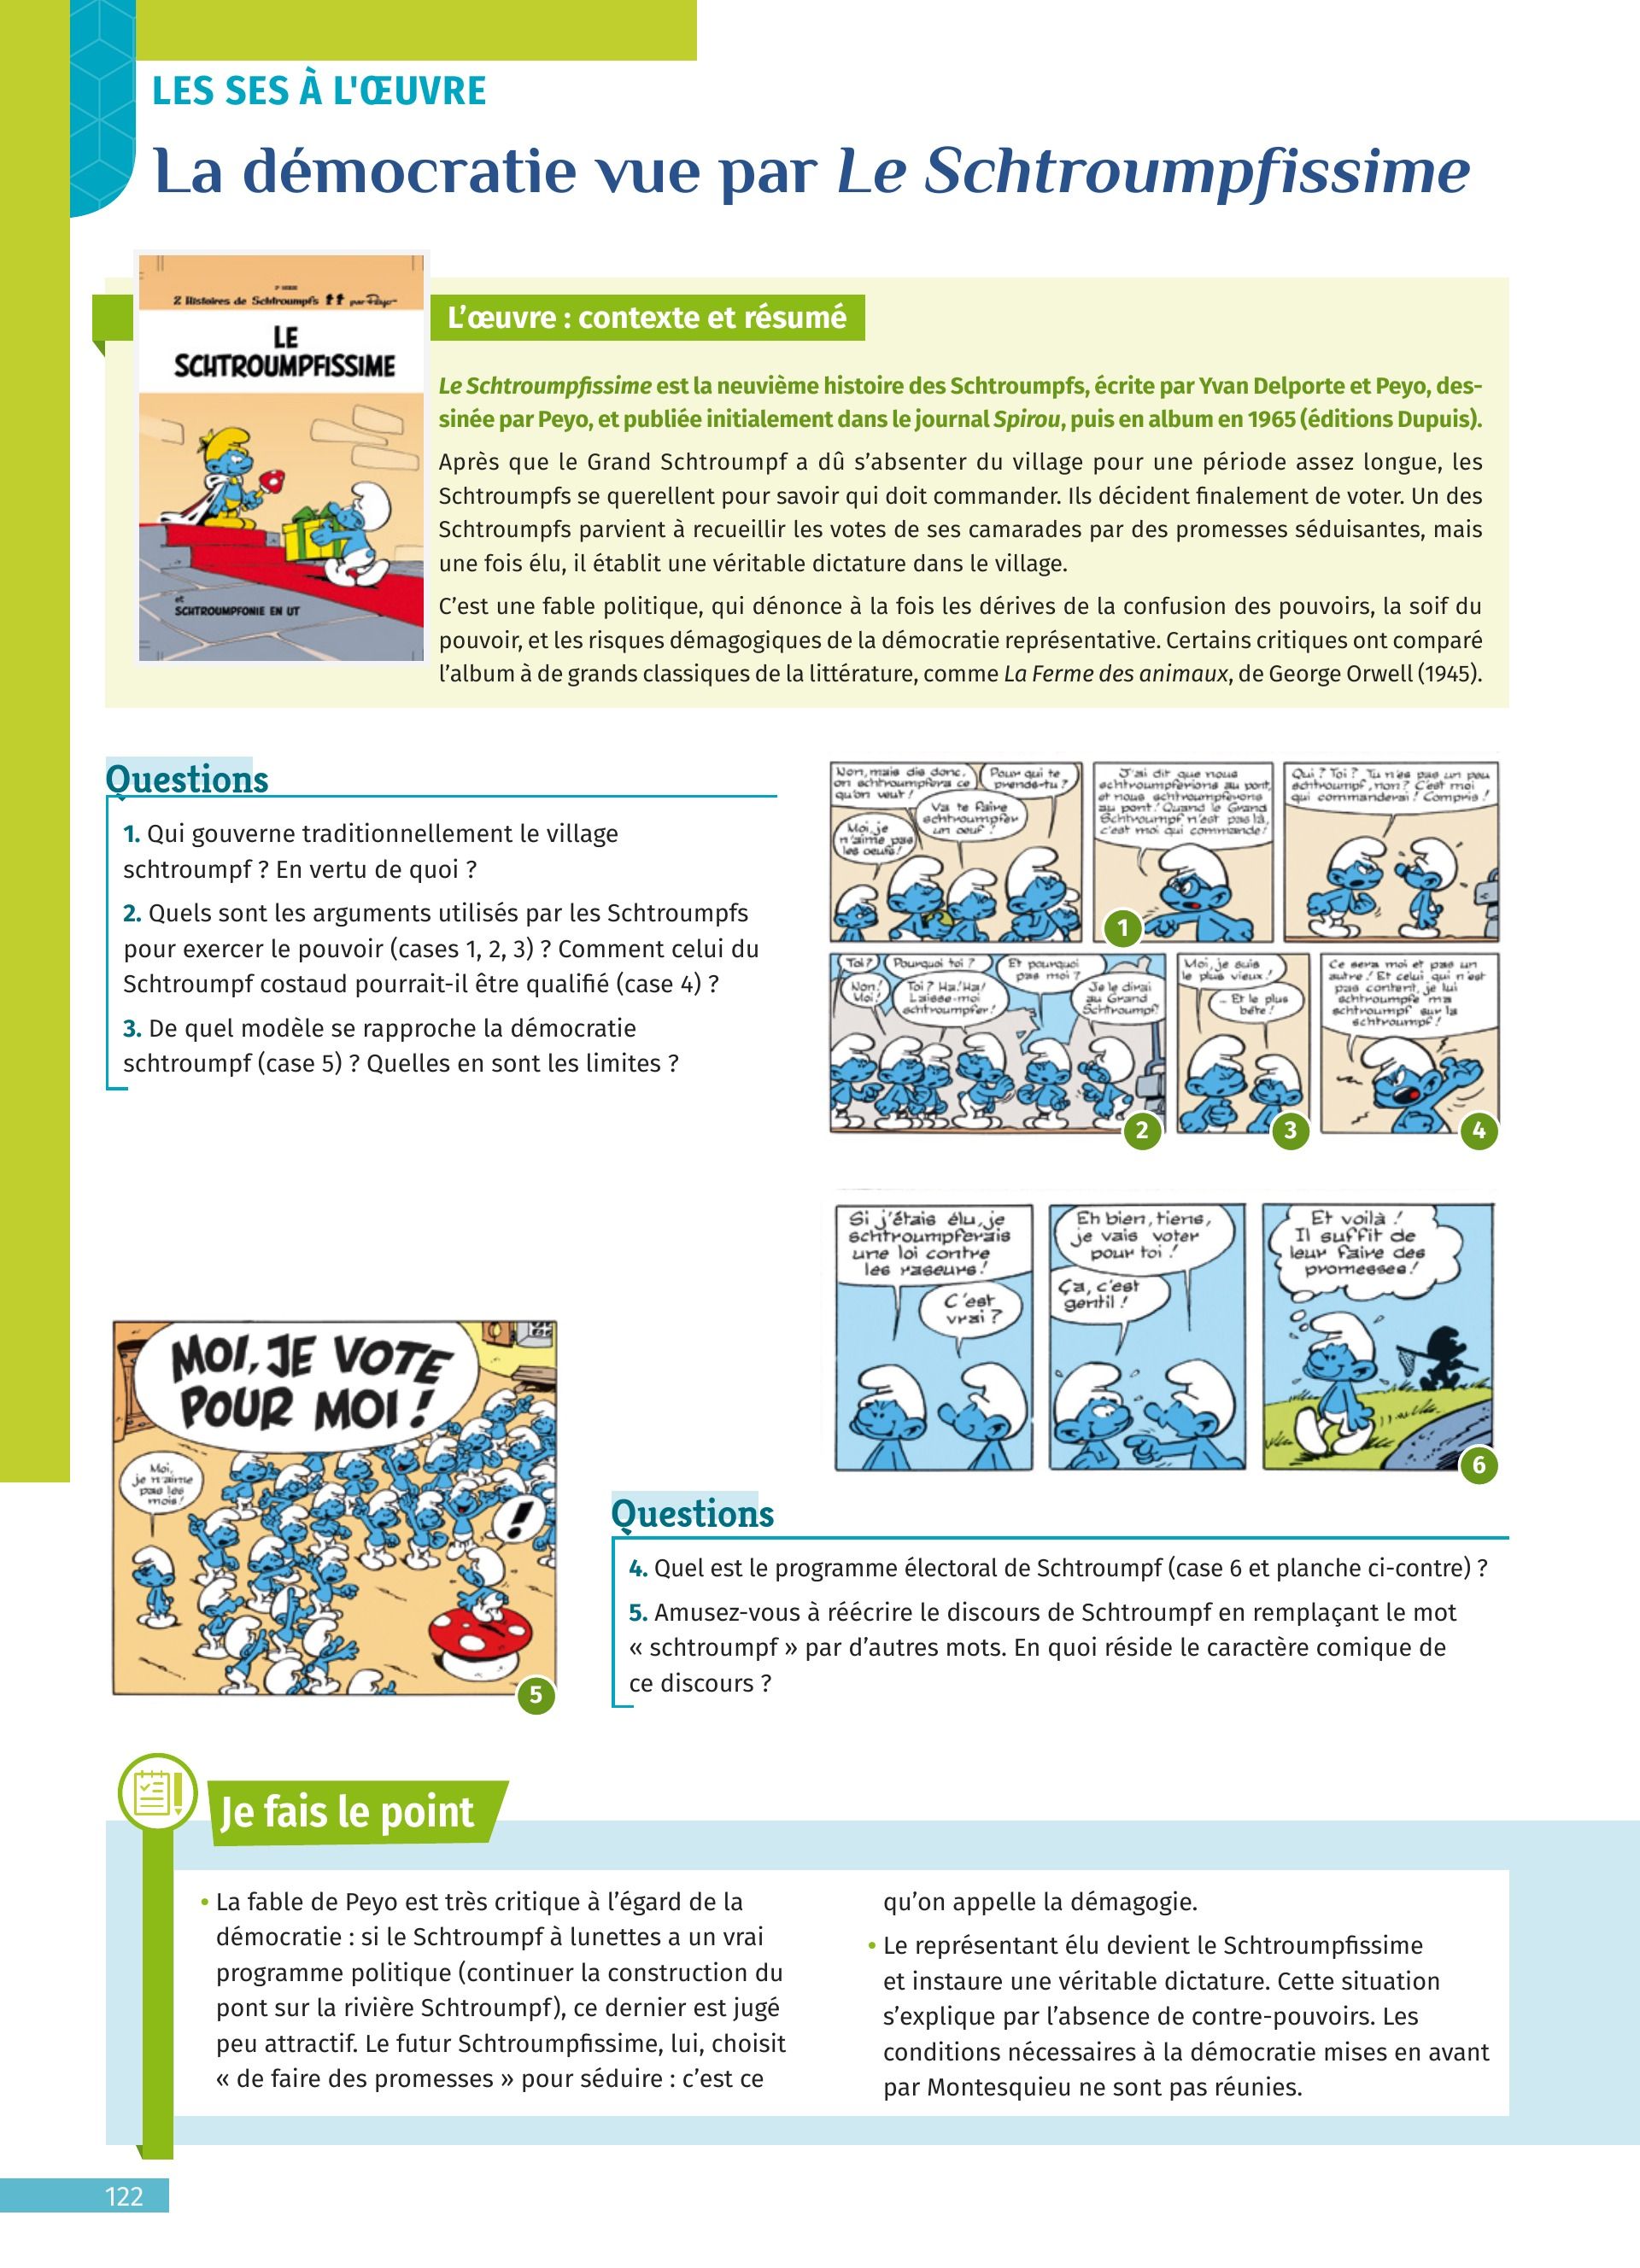 LES SES À L'ŒUVRE
La démocratie vue par Le Schtroumpfissime
2 Histoires de Schtroumpfs par Peyo
LE
SCHTROUMPFISSIME
et
SCHTROUMPFONIE EN UT
L'œuvre : contexte et résumé
Le Schtroumpfissime est la neuvième histoire des Schtroumpfs, écrite par Yvan Delporte et Peyo, des-
sinée par Peyo, et publiée initialement dans le journal Spirou, puis en album en 1965 (éditions Dupuis).
Après que le Grand Schtroumpf a dû s'absenter du village pour une période assez longue, les
Schtroumpfs se querellent pour savoir qui doit commander. Ils décident finalement de voter. Un des
Schtroumpfs parvient à recueillir les votes de ses camarades par des promesses séduisantes, mais
une fois élu, il établit une véritable dictature dans le village.
C'est une fable politique, qui dénonce à la fois les dérives de la confusion des pouvoirs, la soif du
pouvoir, et les risques démagogiques de la démocratie représentative. Certains critiques ont comparé
l'album à de grands classiques de la littérature, comme La Ferme des animaux, de George Orwell (1945).
Questions
1. Qui gouverne traditionnellement le village
schtroumpf ? En vertu de quoi ?
2. Quels sont les arguments utilisés par les Schtroumpfs
pour exercer le pouvoir (cases 1, 2, 3) ? Comment celui du
Schtroumpf costaud pourrait-il être qualifié (case 4) ?
3. De quel modèle se rapproche la démocratie
schtroumpf (case 5) ? Quelles en sont les limites ?
Non, mais dis donc,
on schtroumpfera ce
qu'on veut !
Pour qui te
prends-tu ?
Va te faire
schtroumpfer
un oeuf !
Moi, je
n'aime pas
les oeufs !
J'ai dit que nous
schtroumpferions au pont,
et nous schtroumpferons
au pont ! Quand le Grand
Schtroumpf n'est pas là,
c'est moi qui commande !
1
Qui ? Toi ? Tu n'es pas un peu
schtroumpf, non ? C'est moi
qui commanderai ! Compris !
Toi ?
Non !
Moi !
Pourquoi toi ?
Toi ? Ha ! Ha !
Laisse-moi
schtroumpfer !
Et pourquoi
pas moi ?
Je le dirai
au Grand
Schtroumpf !
2
Moi, je suis
le plus vieux !
... Et le plus
bête !
3
Ce sera moi et pas un
autre ! Et celui qui n'est
pas content, je lui
schtroumpfe ma
schtroumpf sur la
schtroumpf !
4
Si j'étais élu, je
schtroumpferais
une loi contre
les raseurs !
C'est
vrai ?
Eh bien, tiens,
je vais voter
pour toi !
Ça, c'est
gentil !
Et voilà !
Il suffit de
leur faire des
promesses !
6
MOI, JE VOTE
POUR MOI !
Moi,
je n'aime
pas les
mois !
!
5
Questions
4. Quel est le programme électoral de Schtroumpf (case 6 et planche ci-contre) ?
5. Amusez-vous à réécrire le discours de Schtroumpf en remplaçant le mot
« schtroumpf » par d'autres mots. En quoi réside le caractère comique de
ce discours ?
Je fais le point
• La fable de Peyo est très critique à l'égard de la
démocratie : si le Schtroumpf à lunettes a un vrai
programme politique (continuer la construction du
pont sur la rivière Schtroumpf), ce dernier est jugé
peu attractif. Le futur Schtroumpfissime, lui, choisit
« de faire des promesses » pour séduire : c'est ce
qu'on appelle la démagogie.
• Le représentant élu devient le Schtroumpfissime
et instaure une véritable dictature. Cette situation
s'explique par l'absence de contre-pouvoirs. Les
conditions nécessaires à la démocratie mises en avant
par Montesquieu ne sont pas réunies.
122